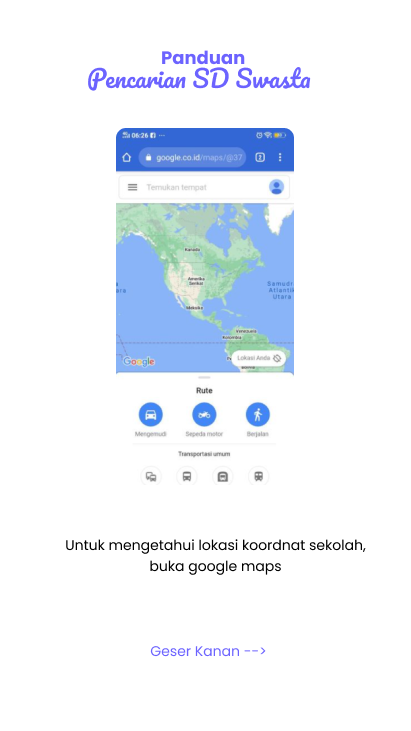 Panduan
Pencarian SD Swasta
06:26
google.co.id/maps/@37
2
Temukan tempat
Kanada
Amerika
Serikat
Samudra
Atlantik
Utara
Meksiko
Venezuela
Kolombia
Google
Lokasi Anda
Brasil
Rute
Mengemudi
Sepeda motor
Berjalan
Transportasi umum
Untuk mengetahui lokasi koordnat sekolah,
buka google maps
Geser Kanan -->